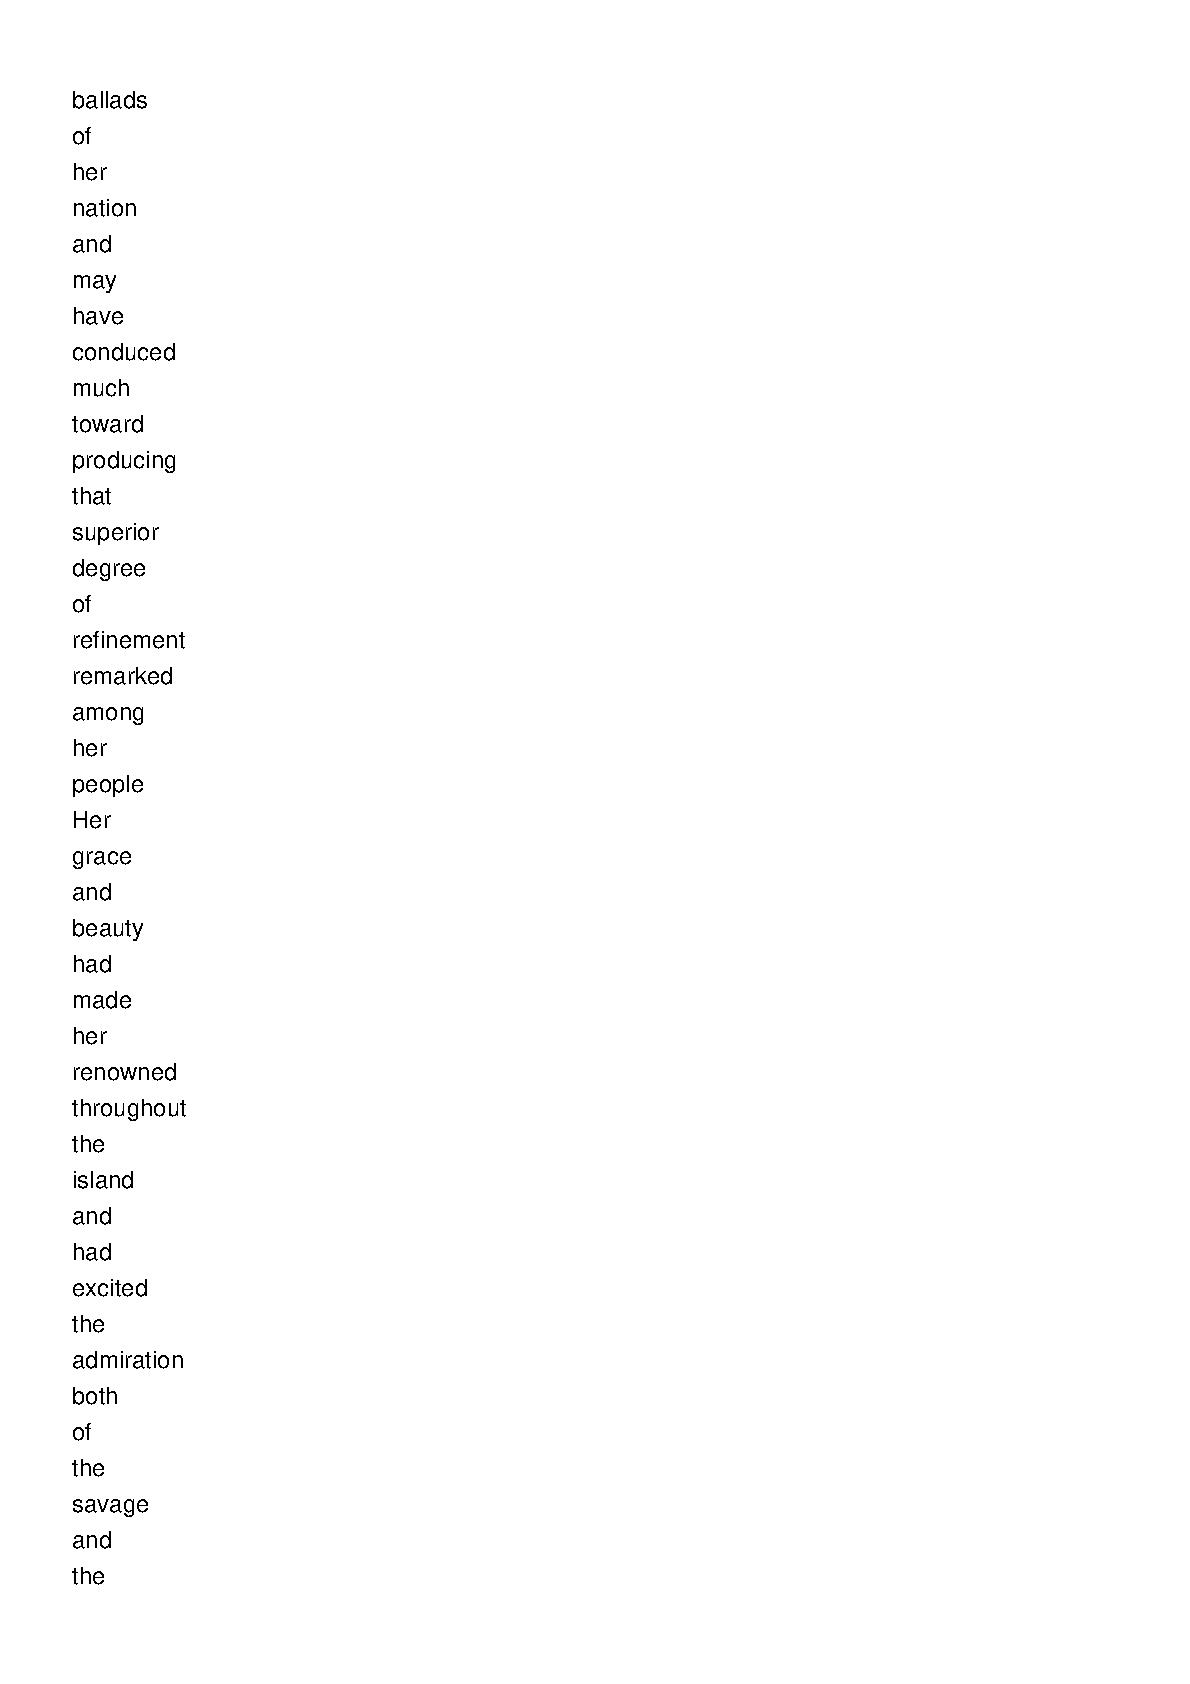 ballads
of
her
nation
and
may
have
conduced
much
toward
producing
that
superior
degree
of
refinement
remarked
among
her
people
Her
grace
and
beauty
had
made
her
renowned
throughout
the
island
and
had
excited
the
admiration
both
of
the
savage
and
the